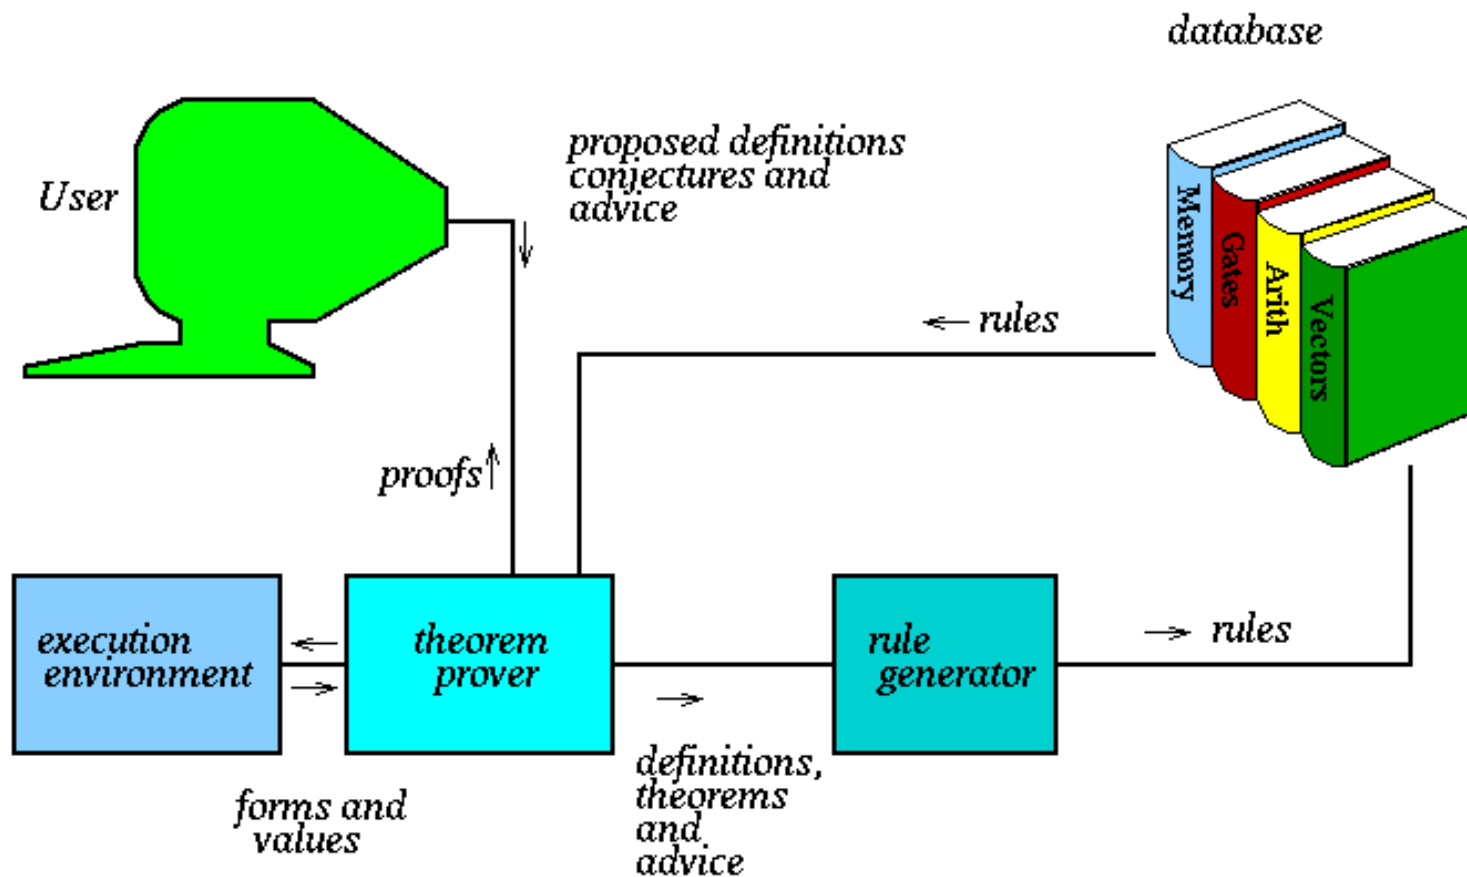 database
proposed definitions
conjectures and
advice
User
Memory
Gates
Arith
Vectors
rules
proofs
execution
environment
theorem
prover
rule
generator
rules
forms and
values
definitions,
theorems
and
advice